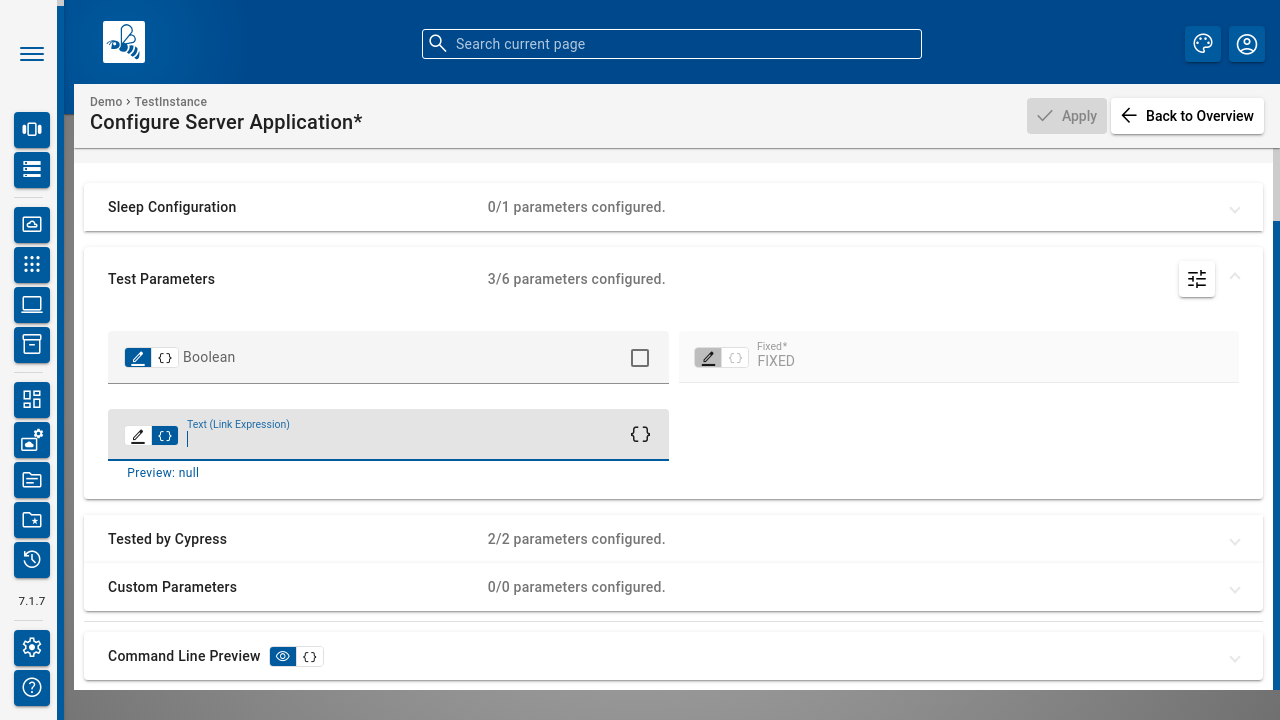 Search current page
Demo › TestInstance
Configure Server Application*
Apply
Back to Overview
Sleep Configuration
0/1 parameters configured.
Test Parameters
3/6 parameters configured.
{} Boolean
Fixed*
{} FIXED
Text (Link Expression)
{}
{}
Preview: null
Tested by Cypress
2/2 parameters configured.
Custom Parameters
0/0 parameters configured.
7.1.7
Command Line Preview {}